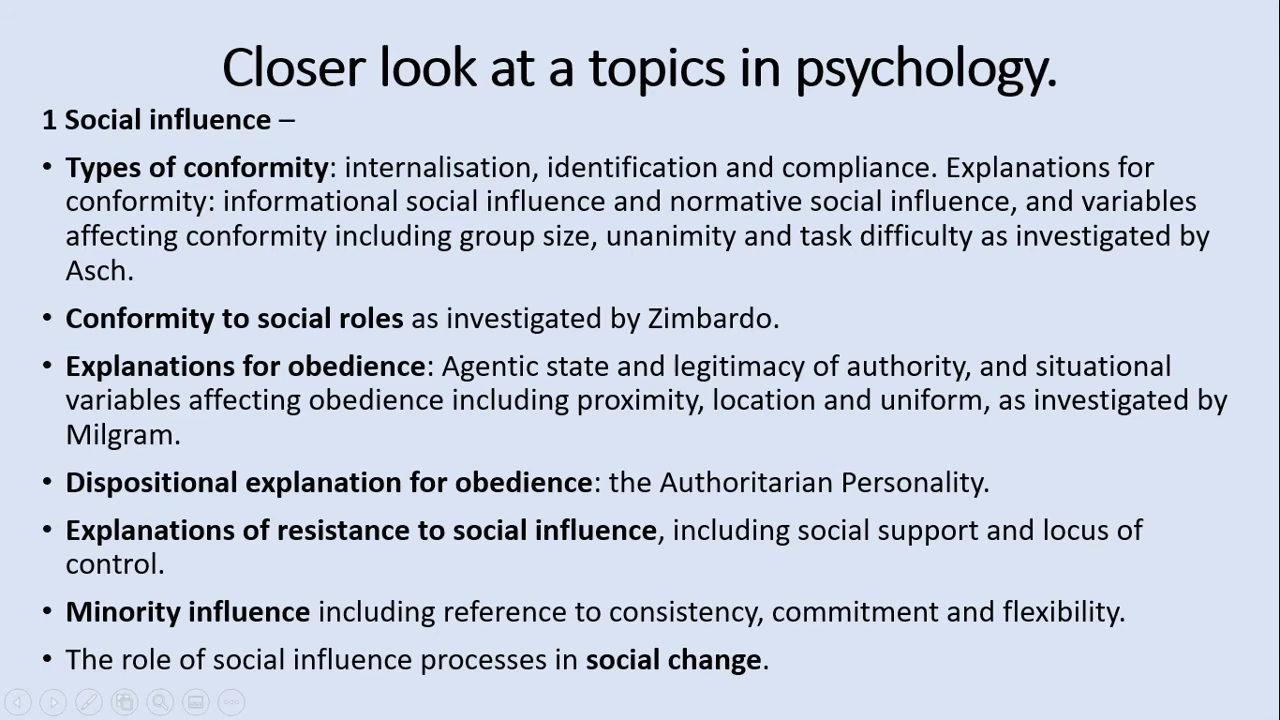 Closer look at a topics in psychology.
1 Social influence –
• Types of conformity: internalisation, identification and compliance. Explanations for
conformity: informational social influence and normative social influence, and variables
affecting conformity including group size, unanimity and task difficulty as investigated by
Asch.
• Conformity to social roles as investigated by Zimbardo.
• Explanations for obedience: Agentic state and legitimacy of authority, and situational
variables affecting obedience including proximity, location and uniform, as investigated by
Milgram.
• Dispositional explanation for obedience: the Authoritarian Personality.
• Explanations of resistance to social influence, including social support and locus of
control.
• Minority influence including reference to consistency, commitment and flexibility.
• The role of social influence processes in social change.